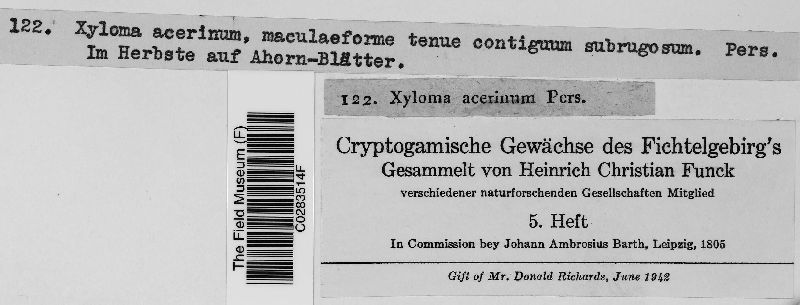 122. Xyloma acerinum, maculaeforme tenue contiguum subrugosum. Pers.
Im Herbste auf Ahorn-Blätter.
122. Xyloma acerinum Pers.
Cryptogamische Gewächse des Fichtelgebirg's
Gesammelt von Heinrich Christian Funck
verschiedener naturforschenden Gesellschaften Mitglied
5. Heft
In Commission bey Johann Ambrosius Barth, Leipzig, 1805
Gift of Mr. Donald Richards, June 1942
The Field Museum (F)
C0283514F